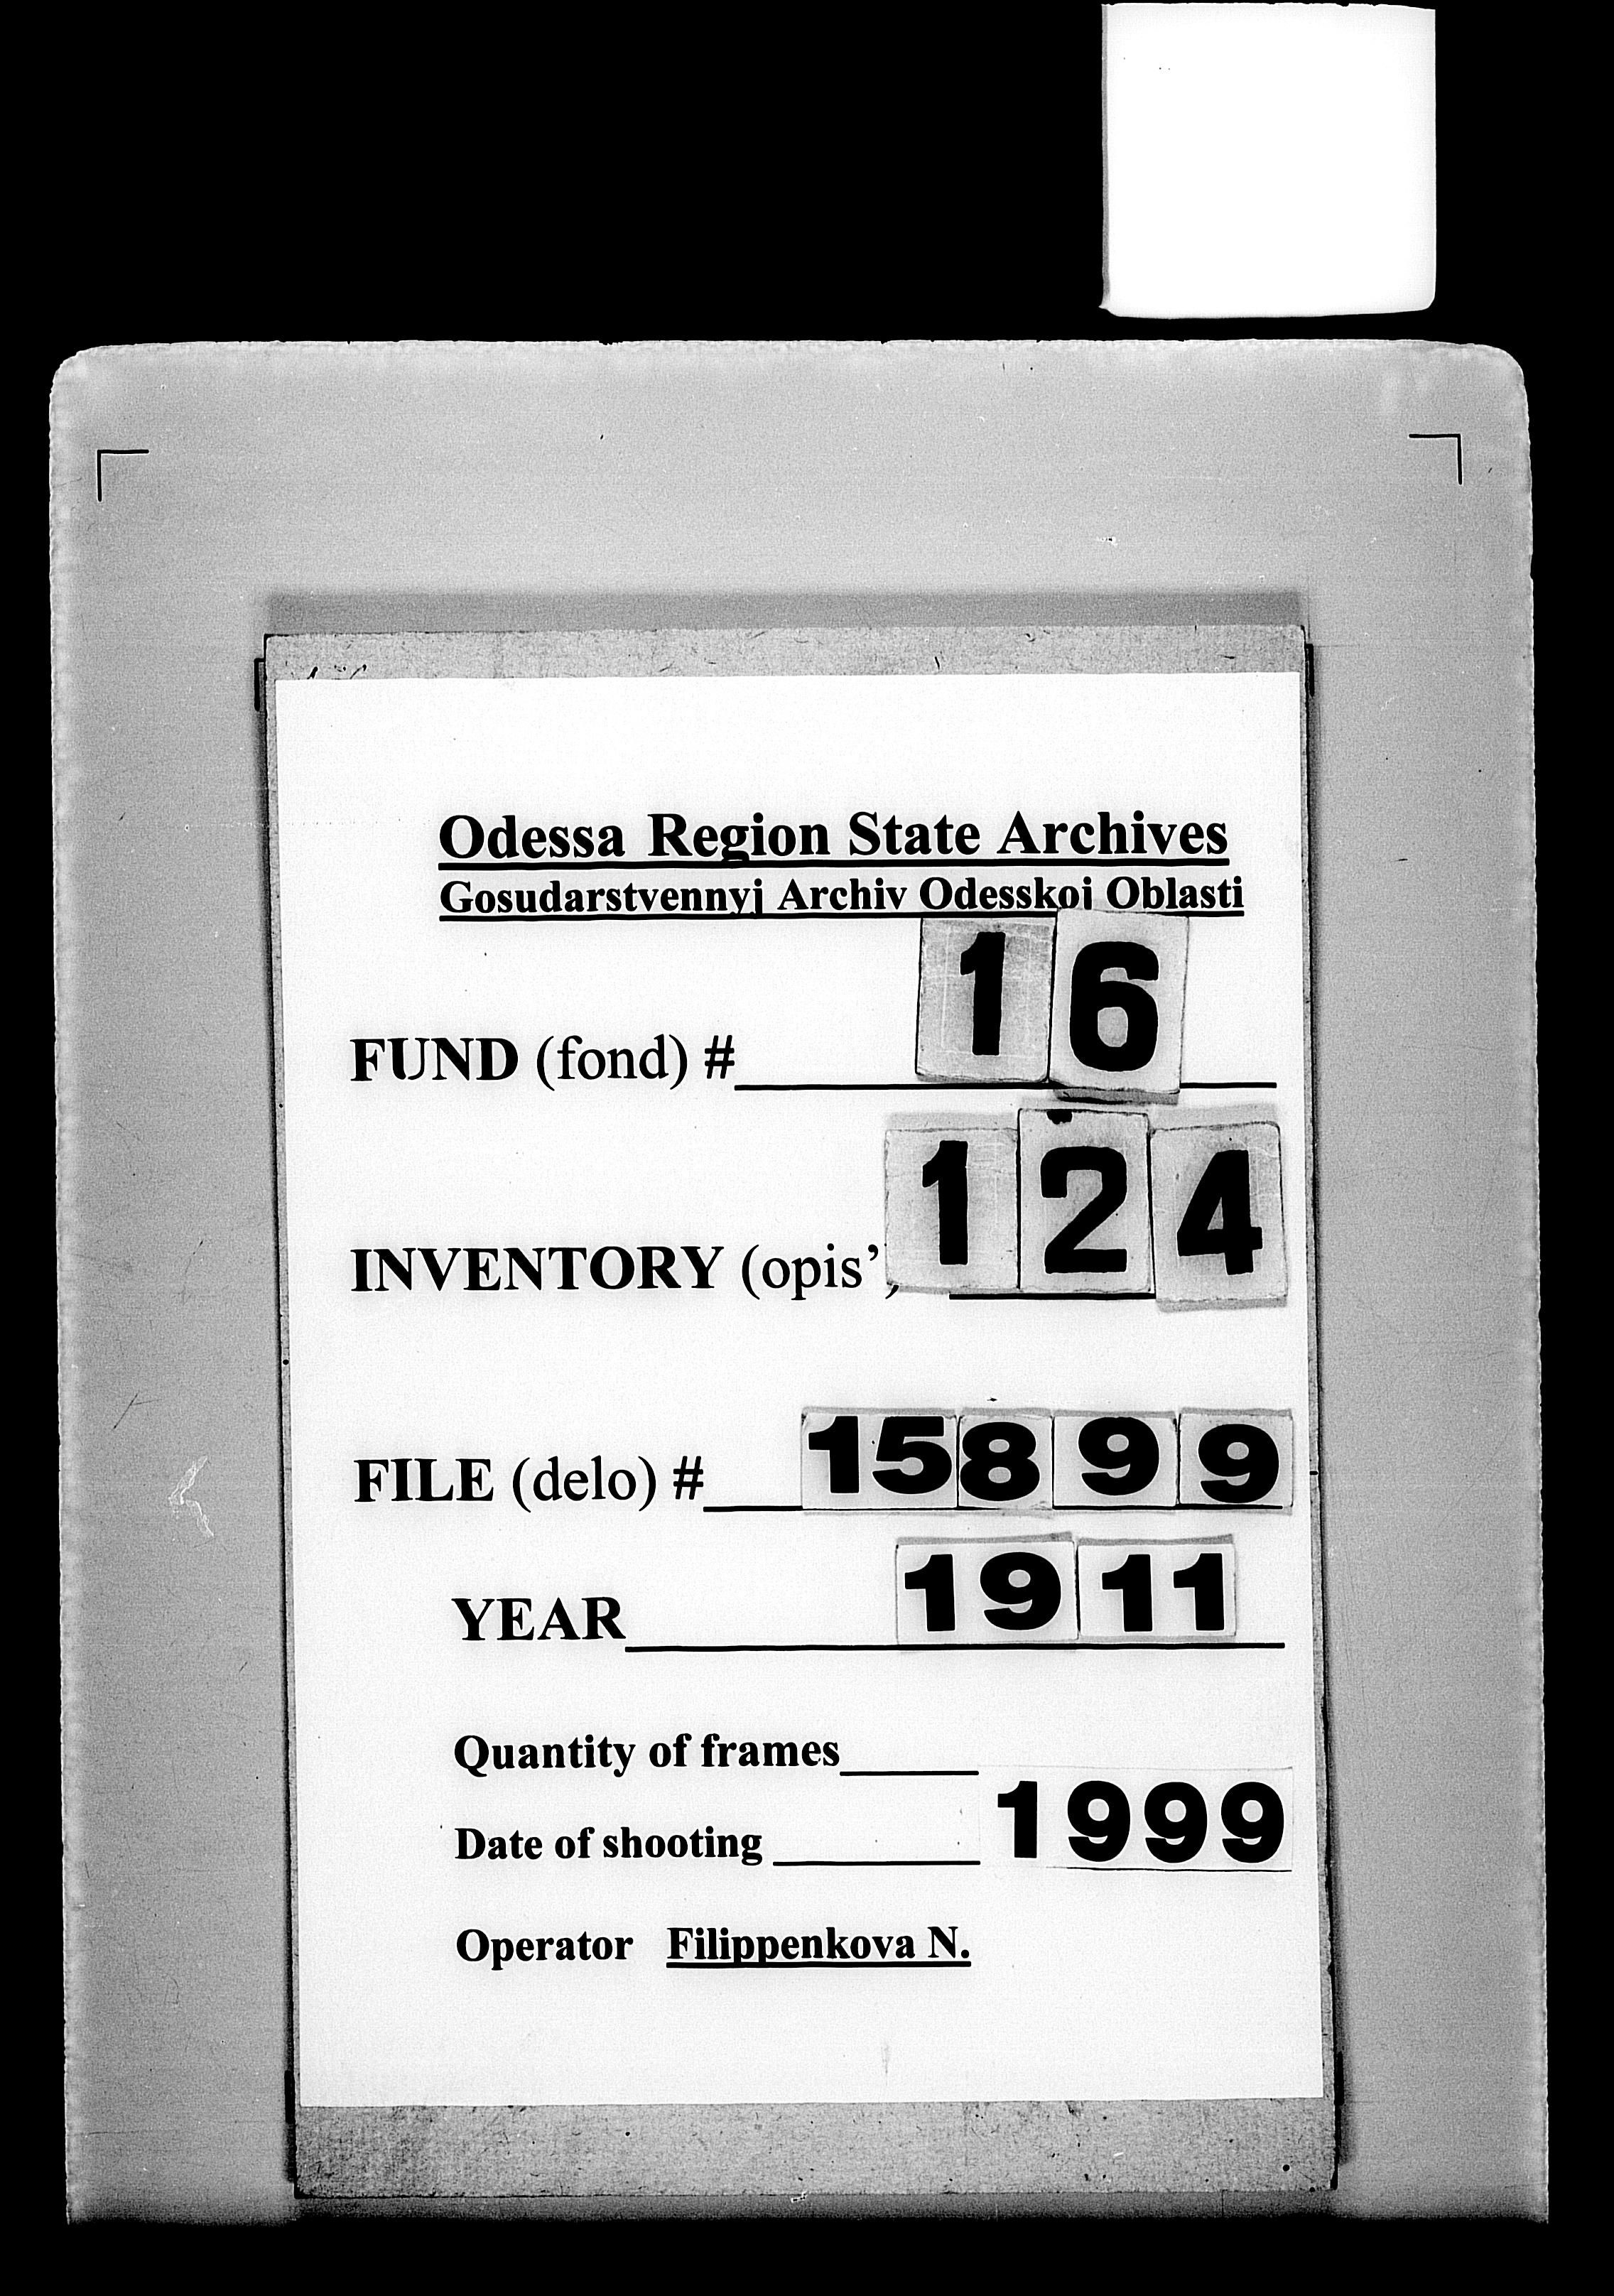 Odessa Region State Archives
Gosudarstvennyj Archiv Odesskoj Oblasti
FUND (fond) # 16
INVENTORY (opis') 124
FILE (delo) # 15899
YEAR 1911
Quantity of frames
Date of shooting 1999
Operator Filippenkova N.